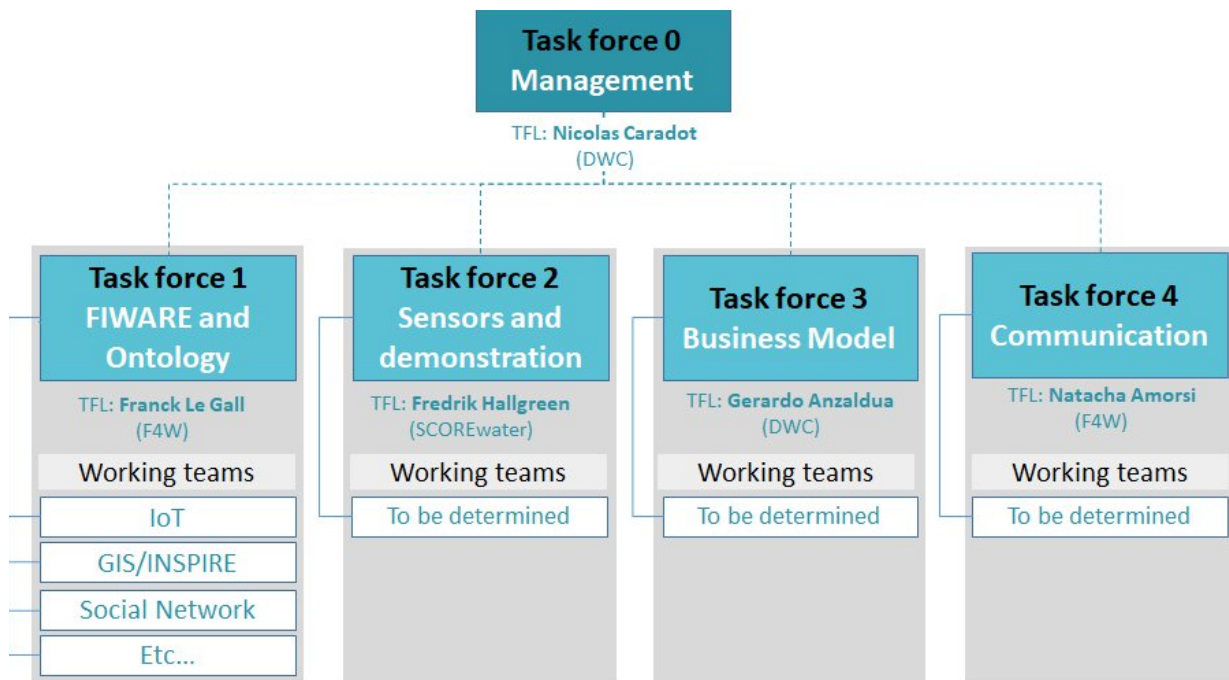 Task force 0
Management
TFL: Nicolas Caradot
(DWC)
Task force 1
FIWARE and
Ontology
TFL: Franck Le Gall
(F4W)
Working teams
IoT
GIS/INSPIRE
Social Network
Etc...
Task force 2
Sensors and
demonstration
TFL: Fredrik Hallgreen
(SCOREwater)
Working teams
To be determined
Task force 3
Business Model
TFL: Gerardo Anzaldua
(DWC)
Working teams
To be determined
Task force 4
Communication
TFL: Natacha Amorsi
(F4W)
Working teams
To be determined